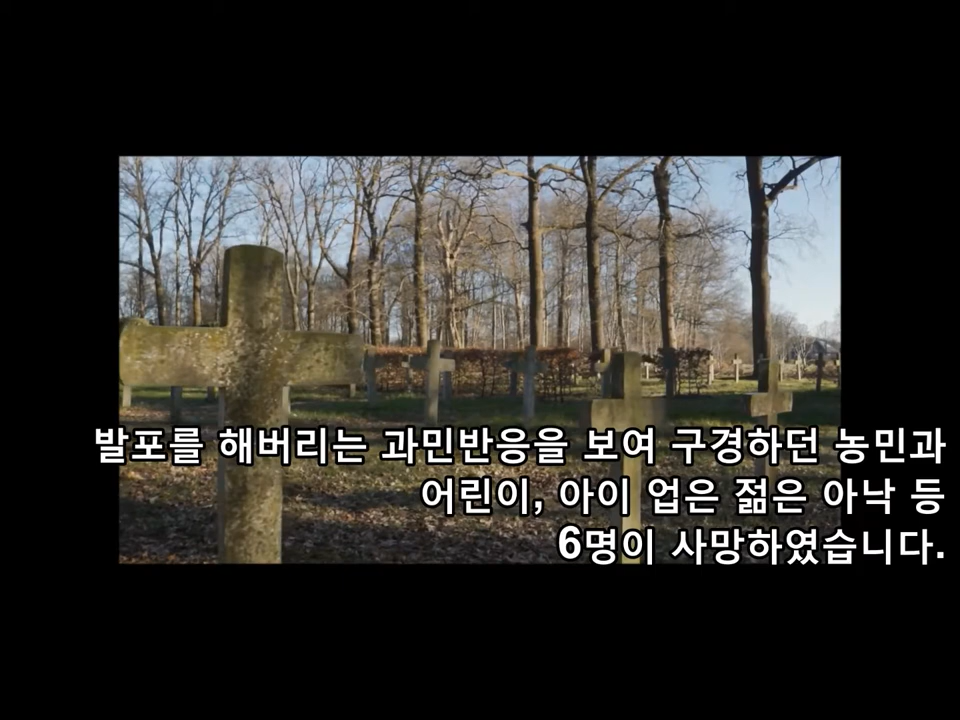 발포를 해버리는 과민반응을 보여 구경하던 농민과
어린이, 아이 업은 젊은 아낙 등
6명이 사망하였습니다.